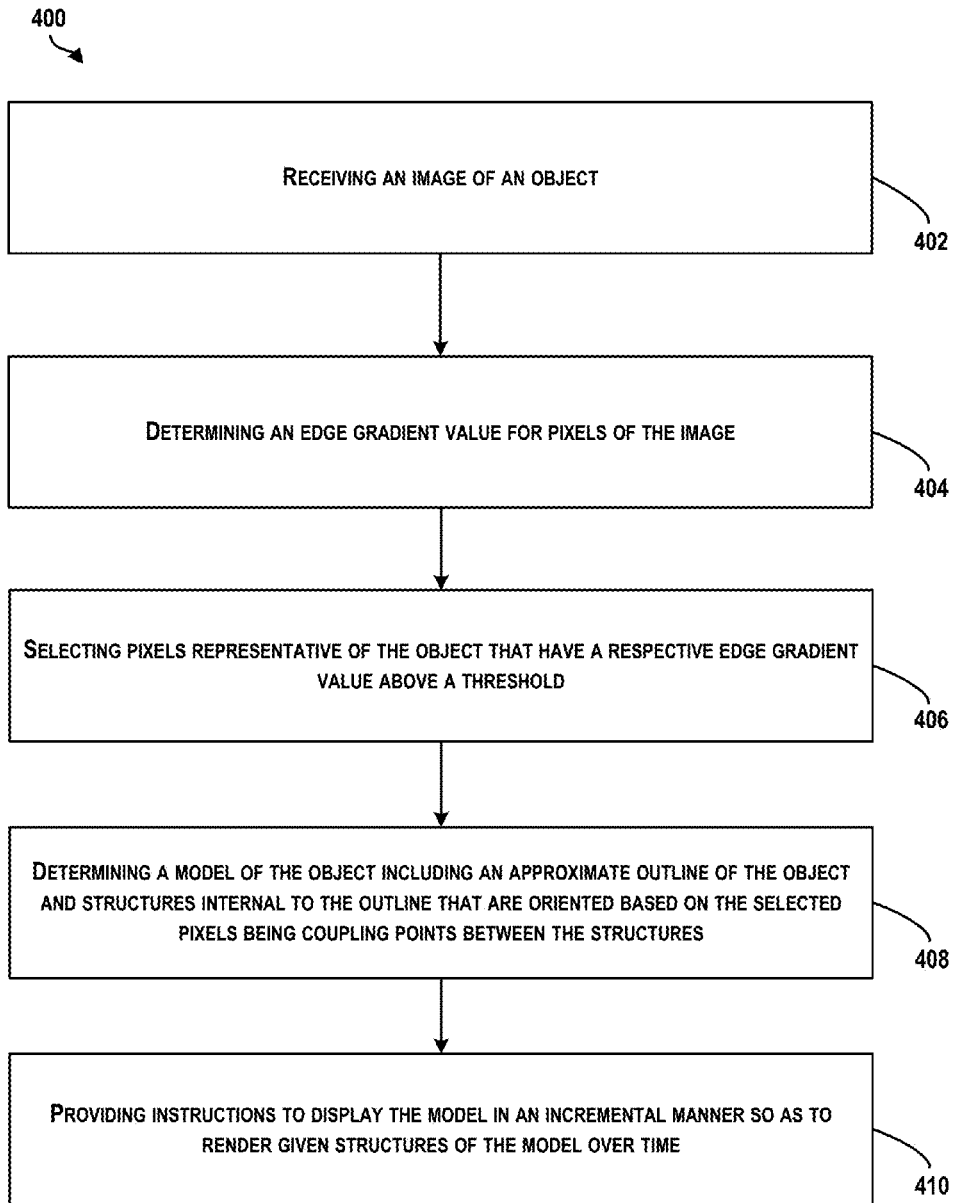 400
RECEIVING AN IMAGE OF AN OBJECT
402
DETERMINING AN EDGE GRADIENT VALUE FOR PIXELS OF THE IMAGE
404
SELECTING PIXELS REPRESENTATIVE OF THE OBJECT THAT HAVE A RESPECTIVE EDGE GRADIENT
VALUE ABOVE A THRESHOLD
406
DETERMINING A MODEL OF THE OBJECT INCLUDING AN APPROXIMATE OUTLINE OF THE OBJECT
AND STRUCTURES INTERNAL TO THE OUTLINE THAT ARE ORIENTED BASED ON THE SELECTED
PIXELS BEING COUPLING POINTS BETWEEN THE STRUCTURES
408
PROVIDING INSTRUCTIONS TO DISPLAY THE MODEL IN AN INCREMENTAL MANNER SO AS TO
RENDER GIVEN STRUCTURES OF THE MODEL OVER TIME
410